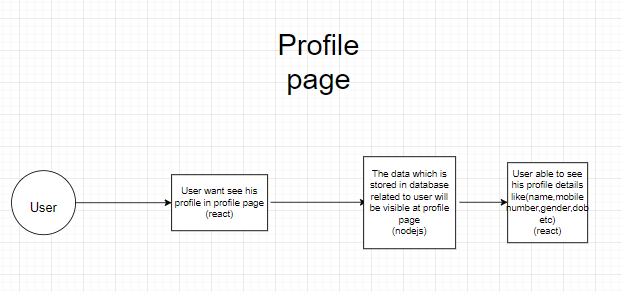 Profile
page
User
User want see his
profile in profile page
(react)
The data which is
stored in database
related to user will
be visible at profile
page
(nodejs)
User able to see
his profile details
like(name,mobile
number,gender,dob
etc)
(react)